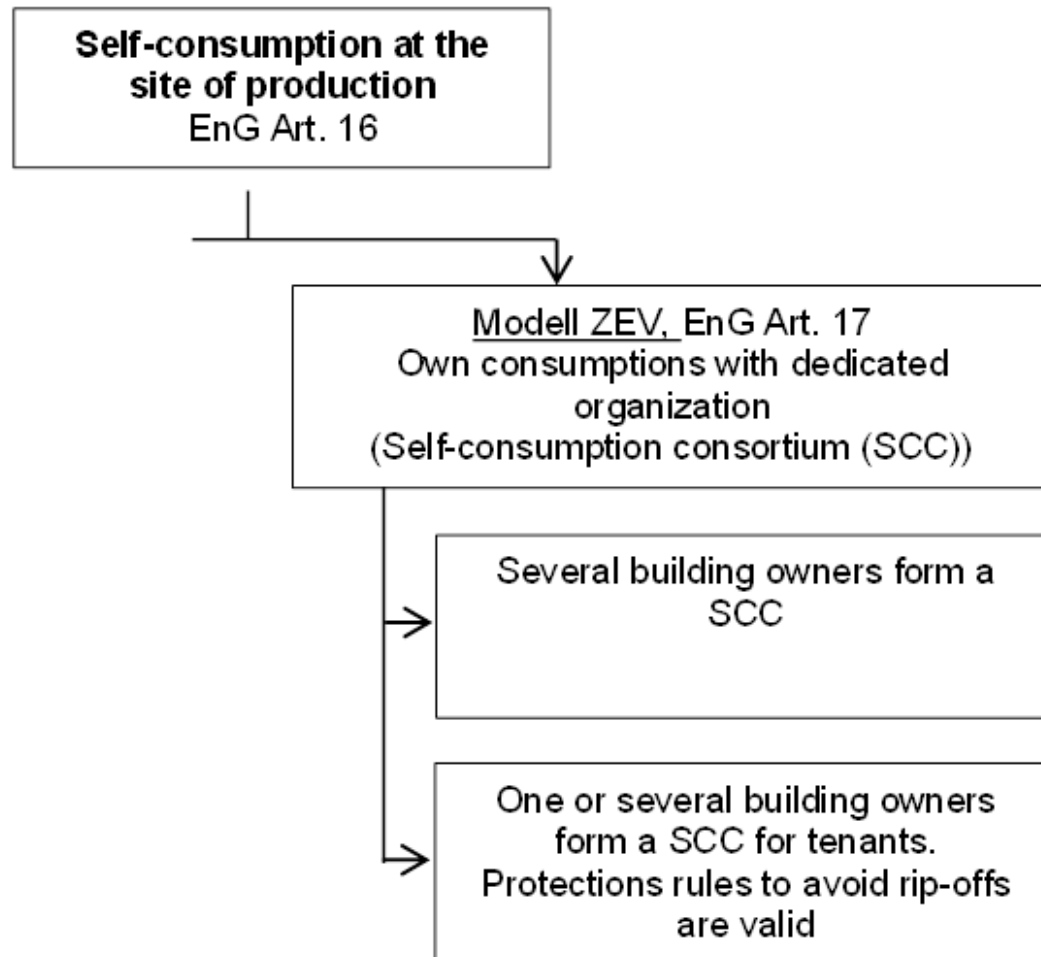 Self-consumption at the
site of production
EnG Art. 16
Modell ZEV, EnG Art. 17
Own consumptions with dedicated
organization
(Self-consumption consortium (SCC))
Several building owners form a
SCC
One or several building owners
form a SCC for tenants.
Protections rules to avoid rip-offs
are valid